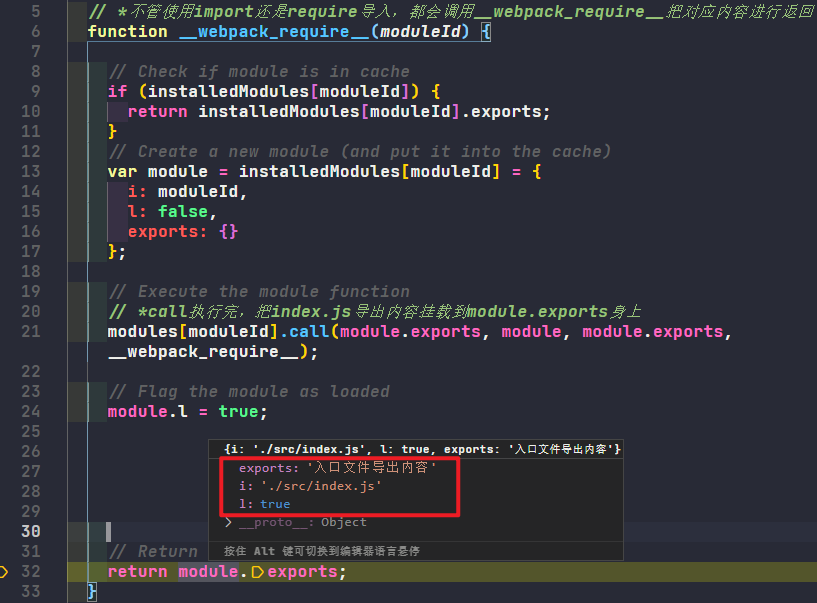 5 // *不管使用import还是require导入，都会调用__webpack_require__把对应内容进行返回
6 function __webpack_require__(moduleId) {
7
8 // Check if module is in cache
9 if (installedModules[moduleId]) {
10 return installedModules[moduleId].exports;
11 }
12 // Create a new module (and put it into the cache)
13 var module = installedModules[moduleId] = {
14 i: moduleId,
15 l: false,
16 exports: {}
17 };
18
19 // Execute the module function
20 // *call执行完，把index.js导出内容挂载到module.exports身上
21 modules[moduleId].call(module.exports, module, module.exports,
__webpack_require__);
22
23 // Flag the module as loaded
24 module.l = true;
25
26 {i: './src/index.js', l: true, exports: '入口文件导出内容'}
27 exports: '入口文件导出内容'
28 i: './src/index.js'
29 l: true
30 __proto__: Object
31 // Return 按住 Alt 键可切换到编辑器语言悬停
32 return module.exports;
33 }